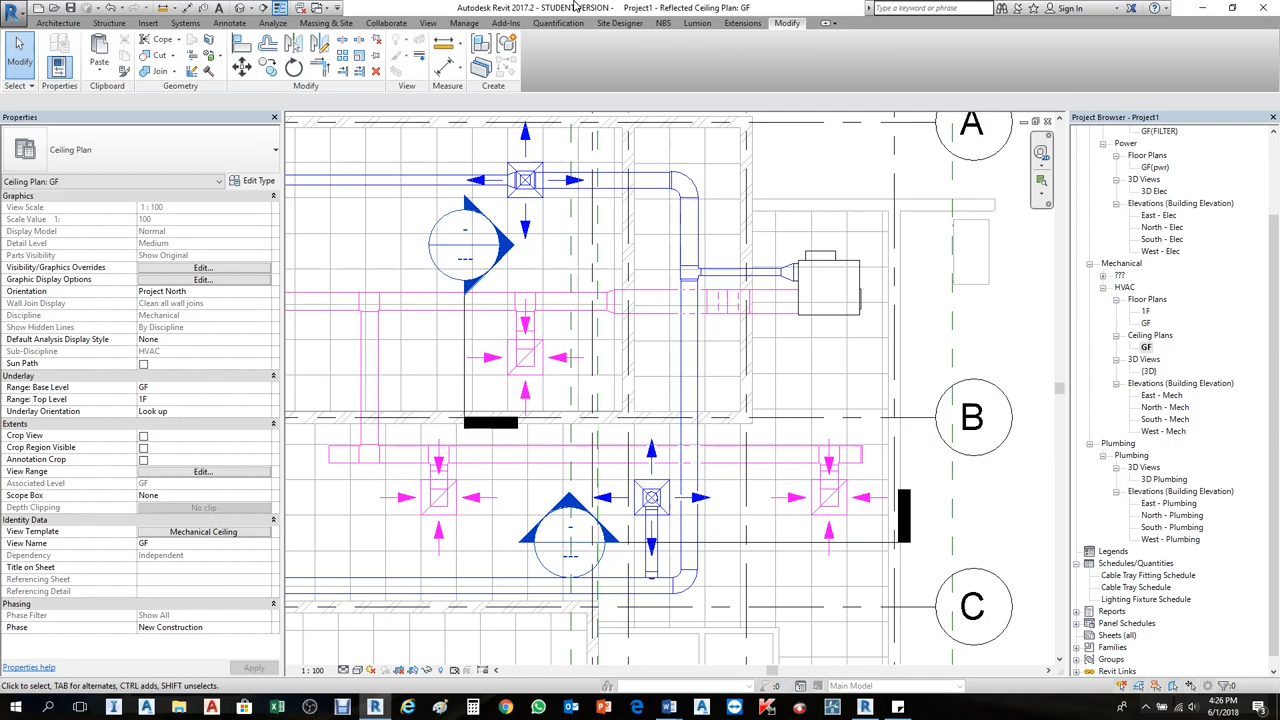 Autodesk Revit 2017.2 - STUDENT VERSION - Project1 - Reflected Ceiling Plan: GF
Type a keyword or phrase
Sign In
Architecture Structure Insert Systems Annotate Analyze Massing & Site Collaborate View Manage Add-Ins Quantification Site Designer NBS Lumion Extensions Modify
Modify Cope Cut Join Paste
Select Properties Clipboard Geometry Modify View Measure Create
Properties
Ceiling Plan
Ceiling Plan: GF Edit Type
Graphics
View Scale 1 : 100
Scale Value 1: 100
Display Model Normal
Detail Level Medium
Parts Visibility Show Original
Visibility/Graphics Overrides Edit...
Graphic Display Options Edit...
Orientation Project North
Wall Join Display Clean all wall joins
Discipline Mechanical
Show Hidden Lines By Discipline
Default Analysis Display Style None
Sub-Discipline HVAC
Sun Path
Underlay
Range: Base Level GF
Range: Top Level 1F
Underlay Orientation Look up
Extents
Crop View
Crop Region Visible
Annotation Crop
View Range Edit...
Associated Level GF
Scope Box None
Depth Clipping No clip
Identity Data
View Template Mechanical Ceiling
View Name GF
Dependency Independent
Title on Sheet
Referencing Sheet
Referencing Detail
Phasing
Phase Filter Show All
Phase New Construction
Properties help Apply
A
B
C
1 : 100
Project Browser - Project1
GF(FILTER)
Power
Floor Plans
GF(pwr)
3D Views
3D Elec
Elevations (Building Elevation)
East - Elec
North - Elec
South - Elec
West - Elec
Mechanical
???
HVAC
Floor Plans
1F
GF
Ceiling Plans
GF
3D Views
{3D}
Elevations (Building Elevation)
East - Mech
North - Mech
South - Mech
West - Mech
Plumbing
Plumbing
3D Views
3D Plumbing
Elevations (Building Elevation)
East - Plumbing
North - Plumbing
South - Plumbing
West - Plumbing
Legends
Schedules/Quantities
Cable Tray Fitting Schedule
Cable Tray Schedule
Lighting Fixture Schedule
Reports
Panel Schedules
Sheets (all)
Families
Groups
Revit Links
Click to select, TAB for alternates, CTRL adds, SHIFT unselects.
:0
Main Model
:0
4:26 PM
6/1/2018